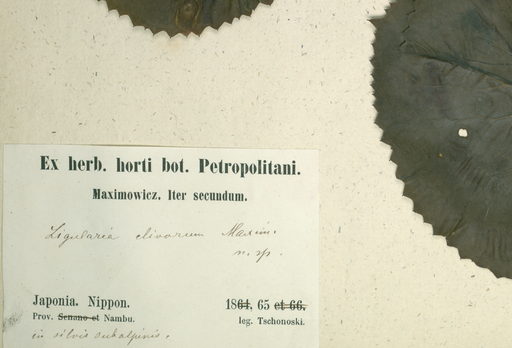 Ex herb. horti bot. Petropolitani.
Maximowicz. Iter secundum.
Ligularia clivorum Maxim.
n. sp.
Japonia. Nippon. 1864. 65 et 66.
Prov. Senano et Nambu. leg. Tschonoski.
in silvis subalpinis.